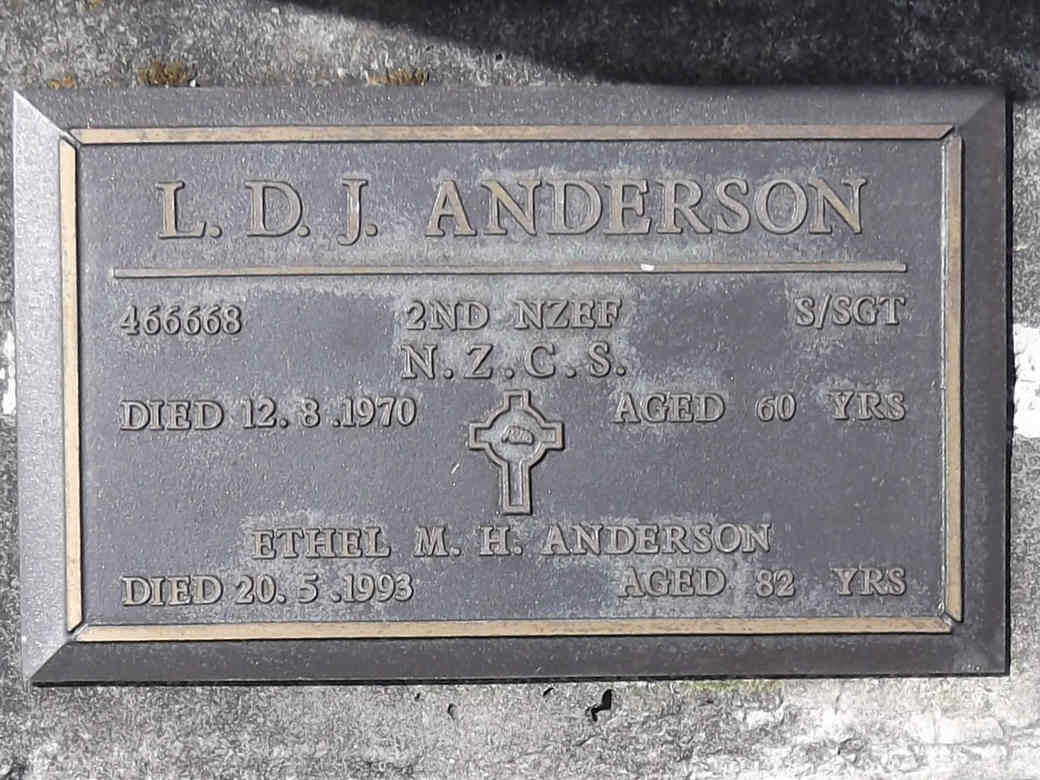 L. D. J. ANDERSON
466668 2ND NZEF S/SGT
N.Z.C.S.
DIED 12.8.1970 AGED 60 YRS
ETHEL M. H. ANDERSON
DIED 20.5.1993 AGED 82 YRS